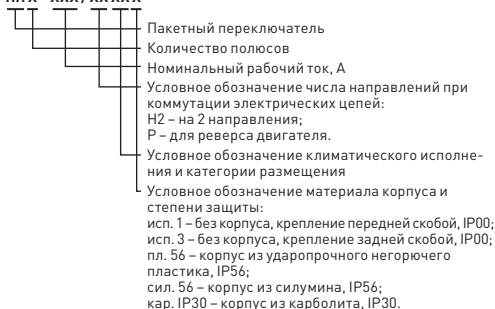 Пакетный переключатель
Количество полюсов
Номинальный рабочий ток, А
Условное обозначение числа направлений при
коммутации электрических цепей:
Н2 – на 2 направления;
Р – для реверса двигателя.
Условное обозначение климатического исполне-
ния и категории размещения
Условное обозначение материала корпуса и
степени защиты:
исп. 1 – без корпуса, крепление передней скобой, IP00;
исп. 3 – без корпуса, крепление задней скобой, IP00;
пл. 56 – корпус из ударопрочного негорючего
пластика, IP56;
сил. 56 – корпус из силумина, IP56;
кар. IP30 – корпус из карболита, IP30.